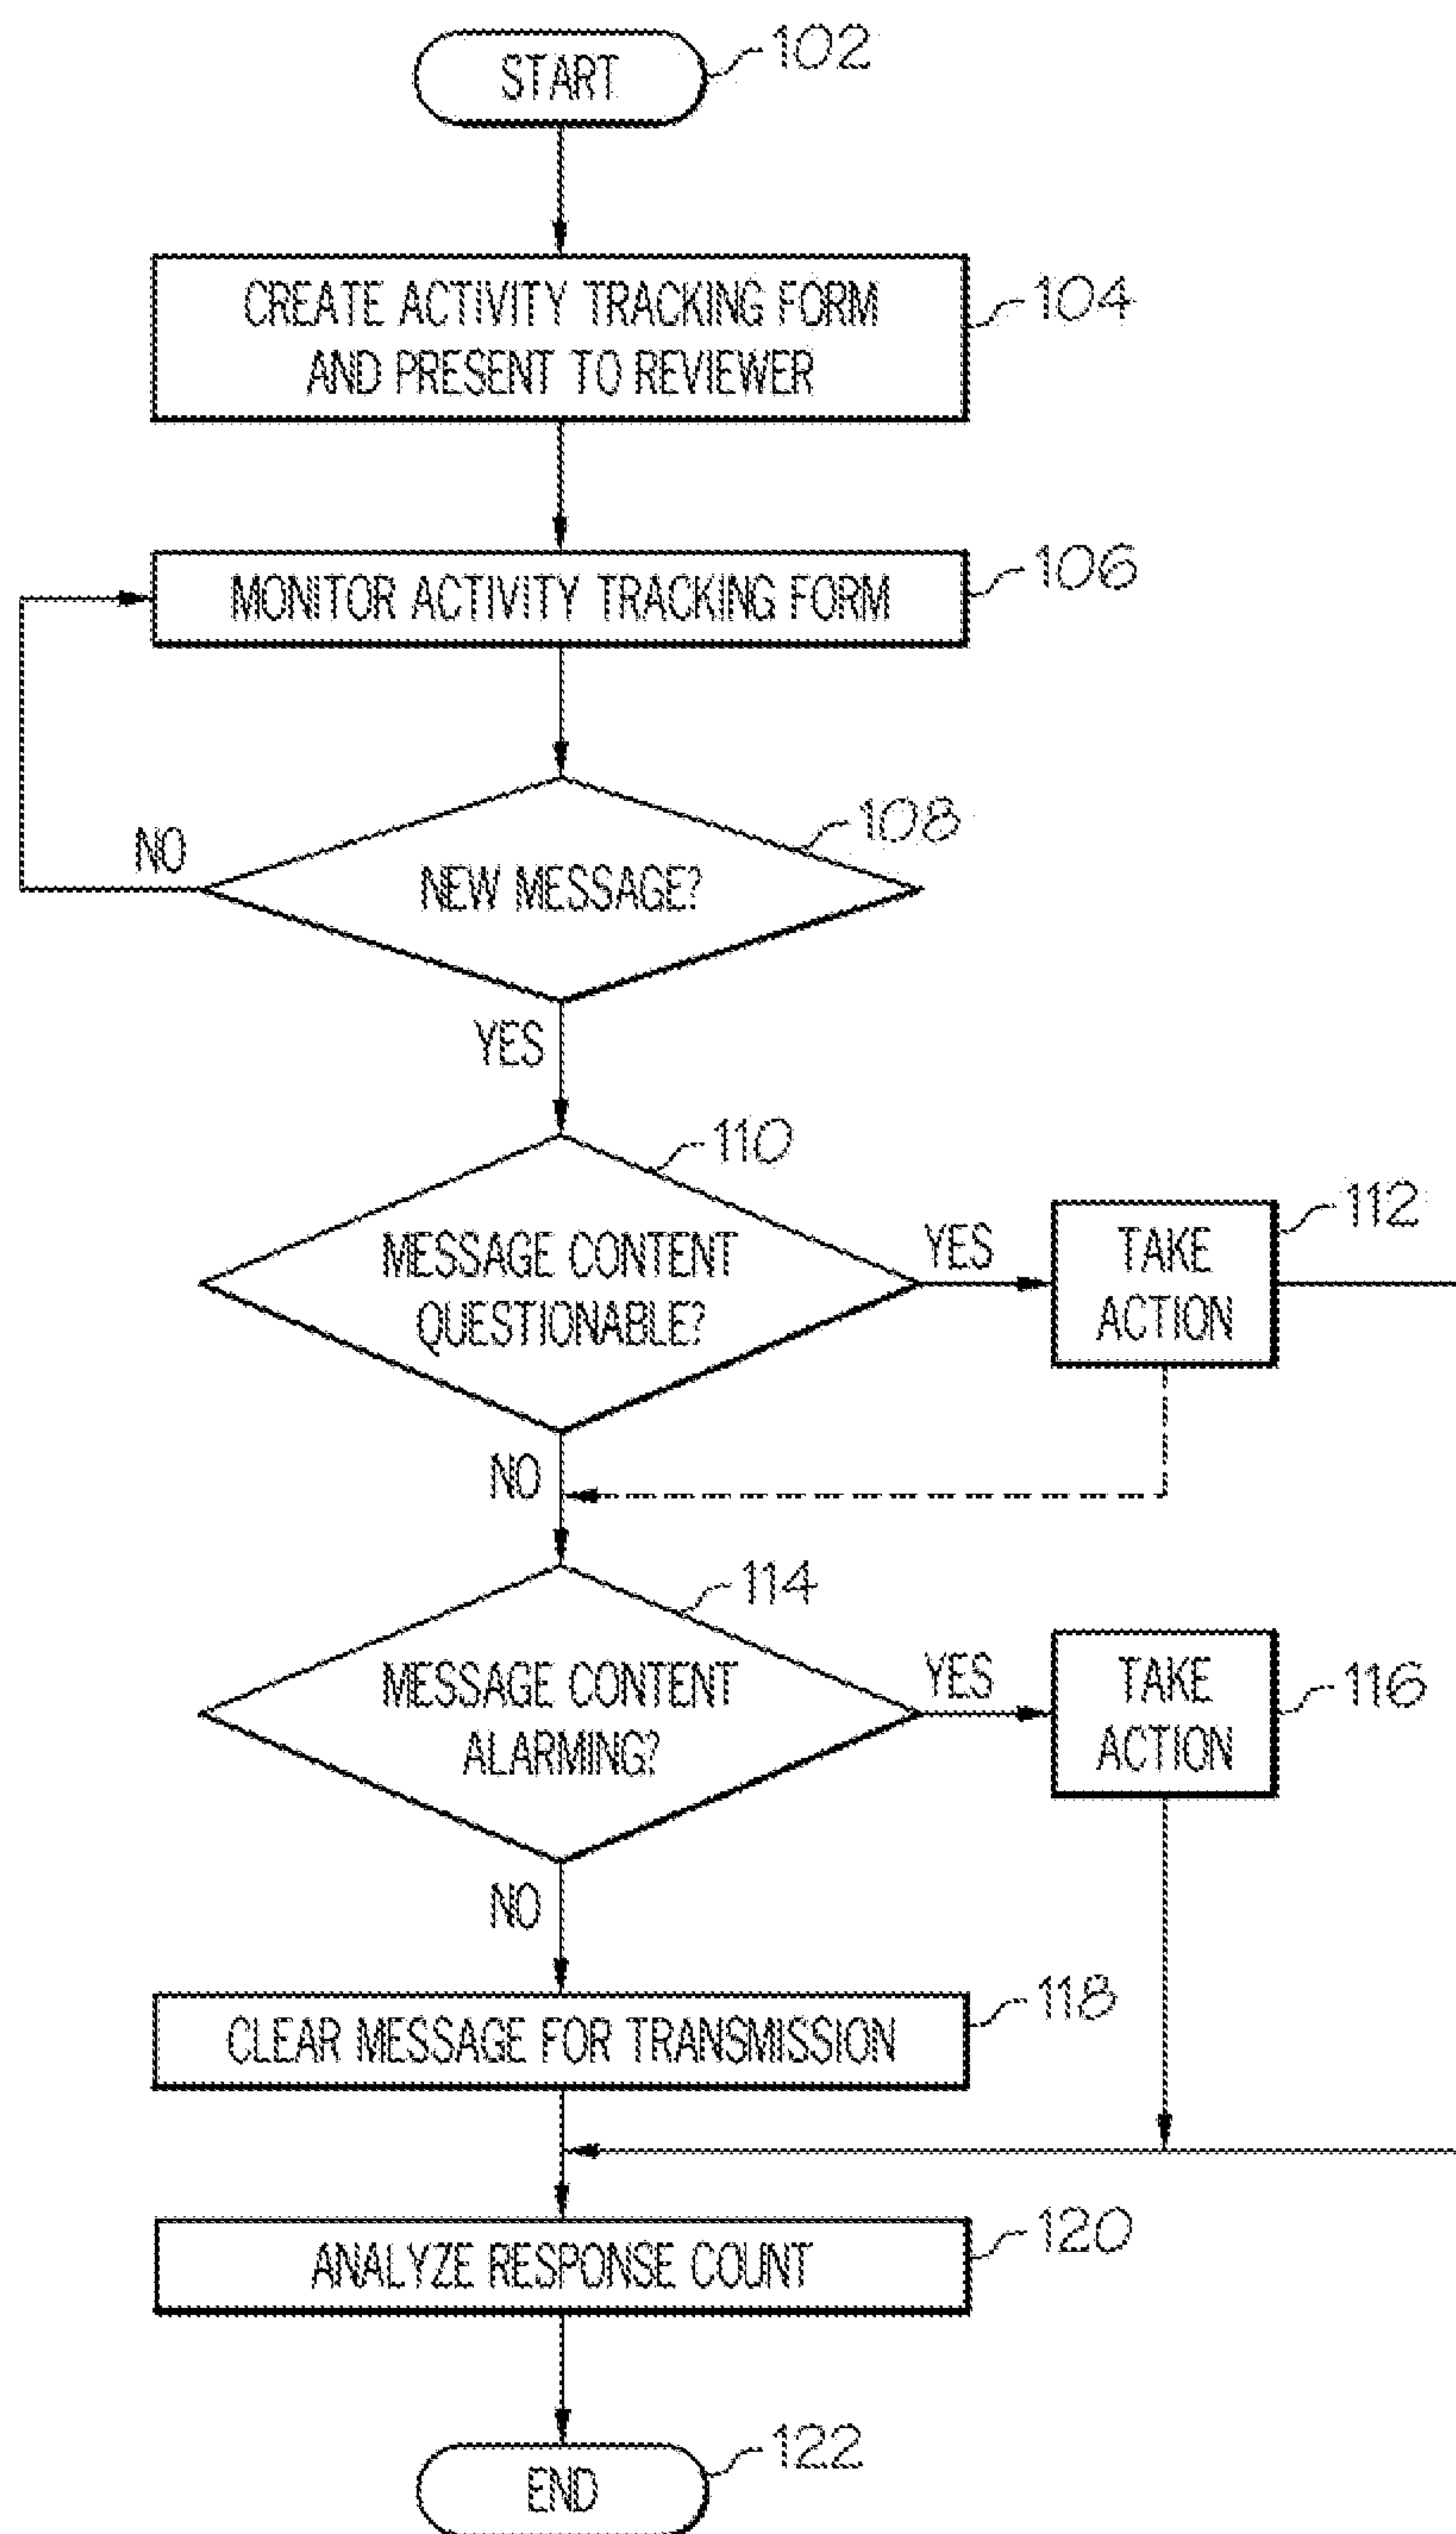 START
102
CREATE ACTIVITY TRACKING FORM
AND PRESENT TO REVIEWER
104
MONITOR ACTIVITY TRACKING FORM
106
NO
NEW MESSAGE?
108
YES
MESSAGE CONTENT
QUESTIONABLE?
110
YES
TAKE
ACTION
112
NO
MESSAGE CONTENT
ALARMING?
114
YES
TAKE
ACTION
116
NO
CLEAR MESSAGE FOR TRANSMISSION
118
ANALYZE RESPONSE COUNT
120
END
122